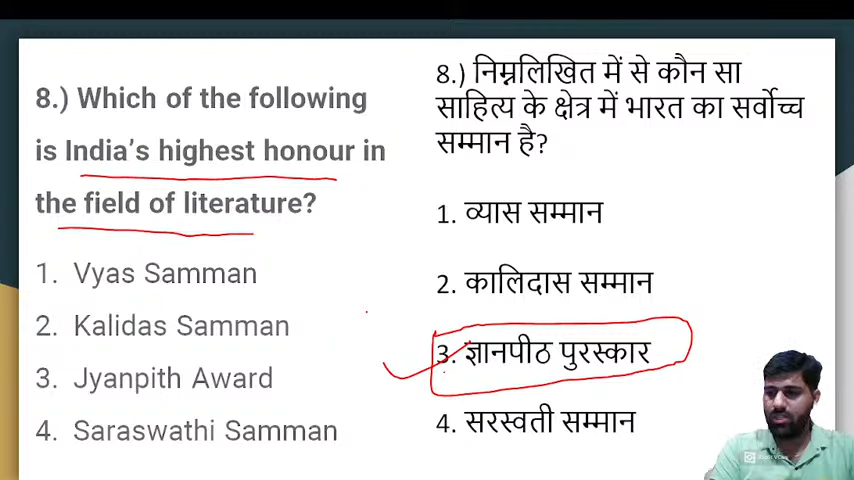 8.) Which of the following
is India's highest honour in
the field of literature?
1. Vyas Samman
2. Kalidas Samman
3. Jyanpith Award
4. Saraswathi Samman
8.) निम्नलिखित में से कौन सा
साहित्य के क्षेत्र में भारत का सर्वोच्च
सम्मान है?
1. व्यास सम्मान
2. कालिदास सम्मान
3. ज्ञानपीठ पुरस्कार
4. सरस्वती सम्मान